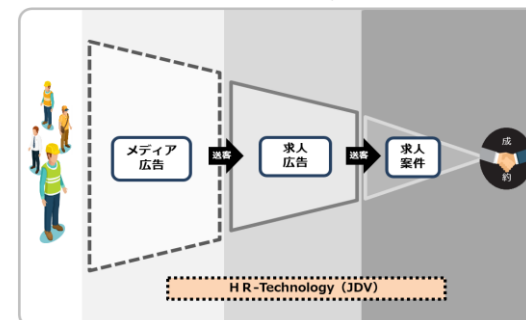 メディア
広告
送客
求人
広告
送客
求人
案件
成
約
HR-Technology（JDV）